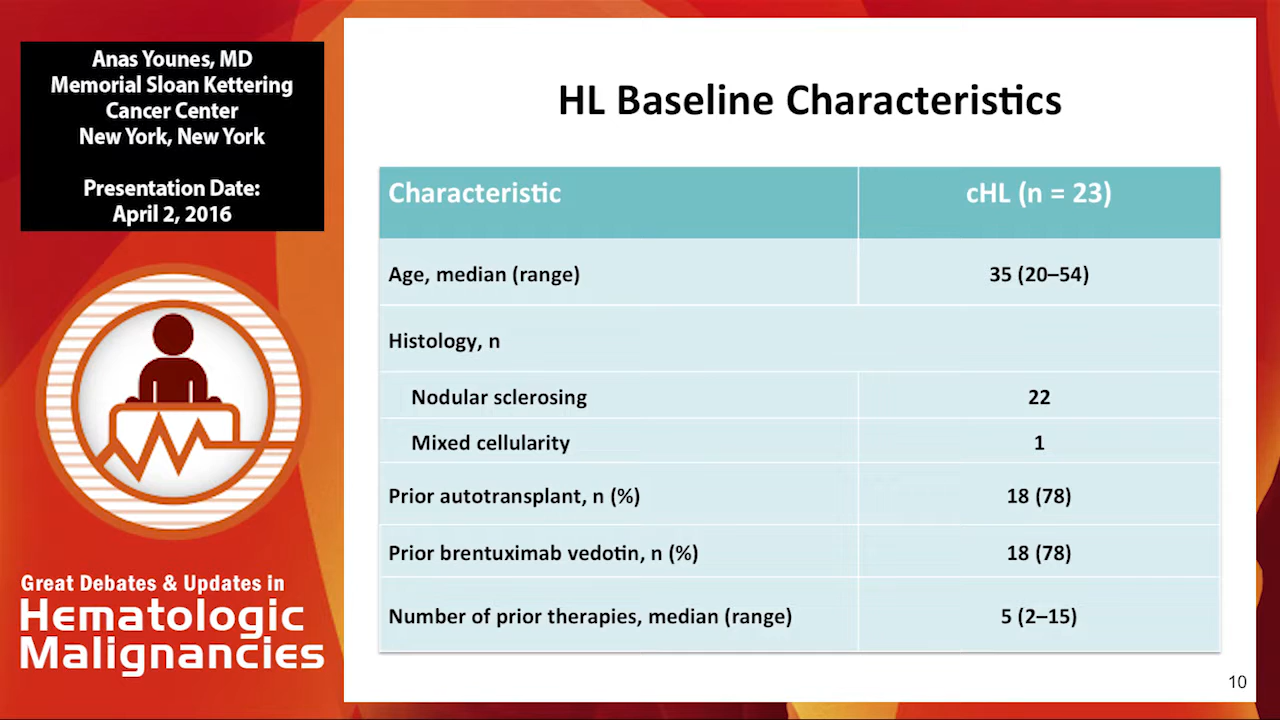 Anas Younes, MD
Memorial Sloan Kettering
Cancer Center
New York, New York
Presentation Date:
April 2, 2016
Great Debates & Updates in
Hematologic
Malignancies
HL Baseline Characteristics
Characteristic cHL (n = 23)
Age, median (range) 35 (20–54)
Histology, n
Nodular sclerosing 22
Mixed cellularity 1
Prior autotransplant, n (%) 18 (78)
Prior brentuximab vedotin, n (%) 18 (78)
Number of prior therapies, median (range) 5 (2–15)
10